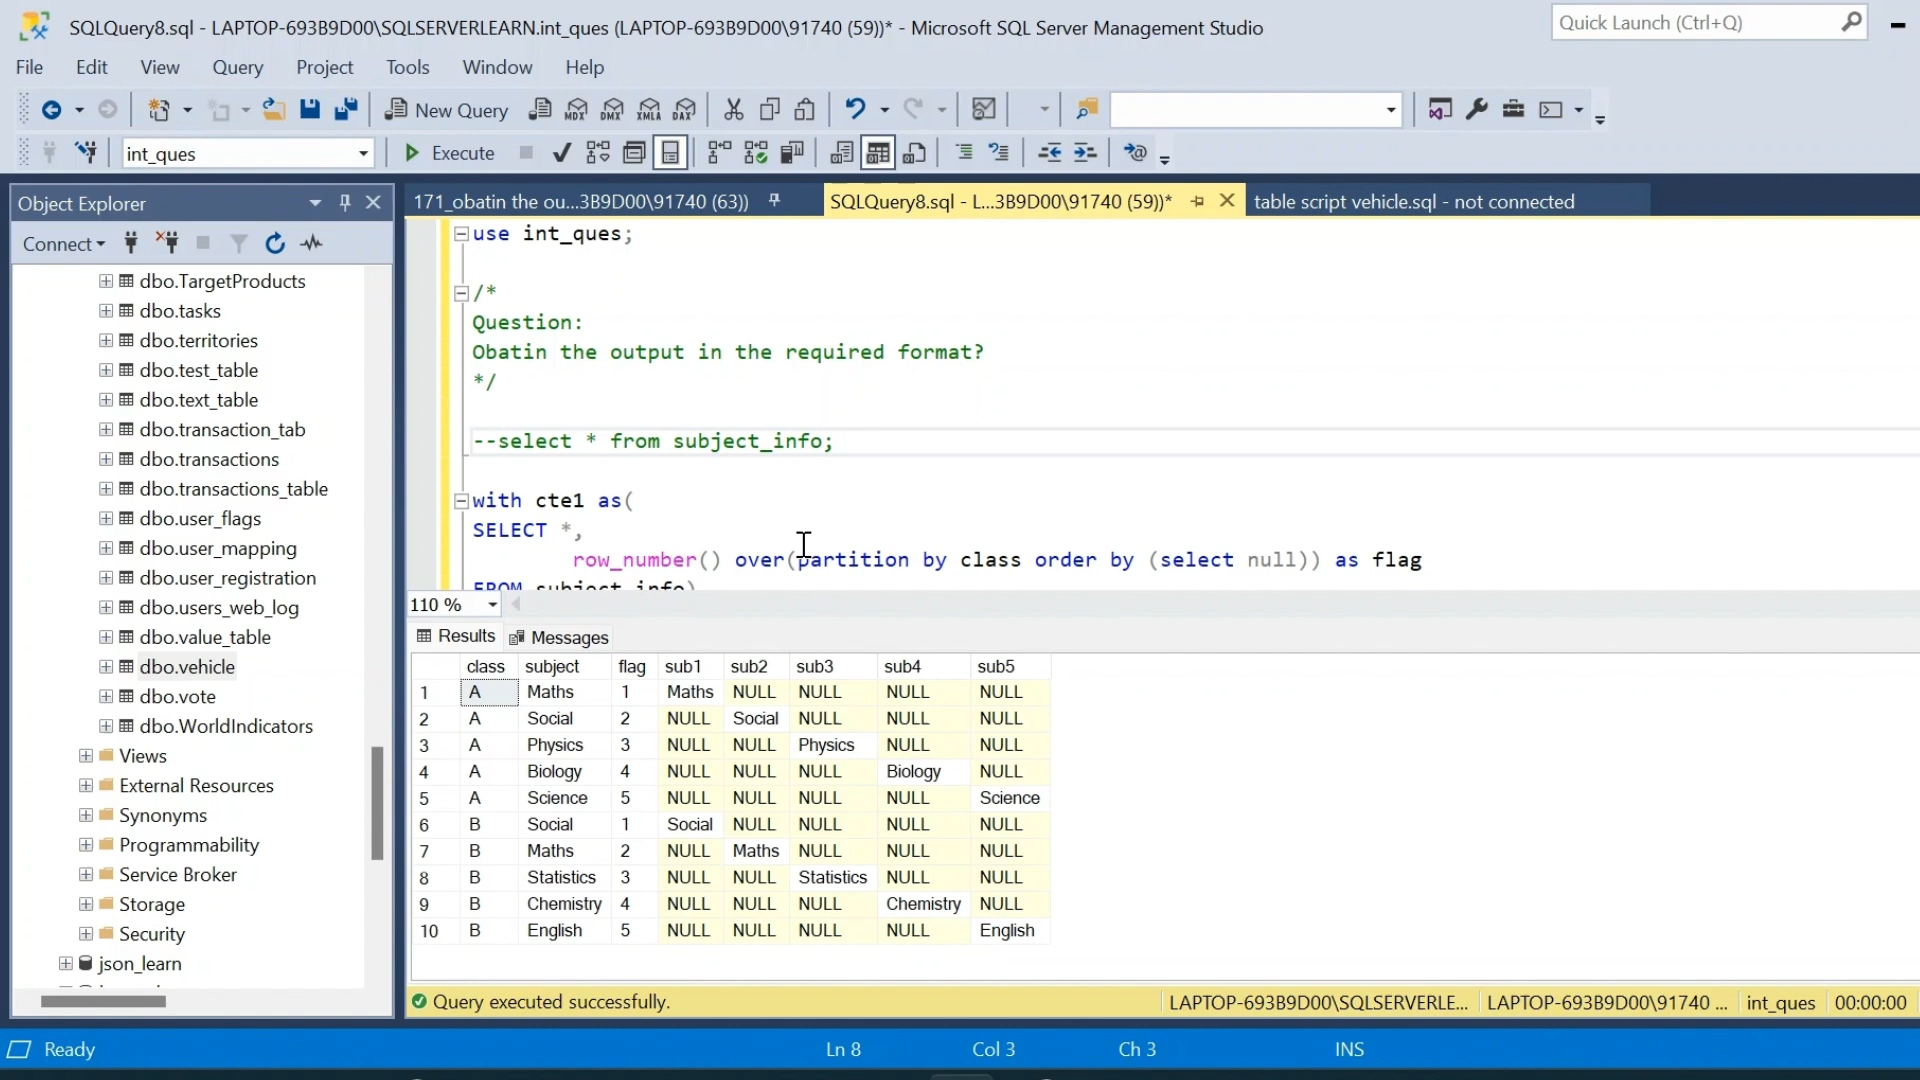 SQLQuery8.sql - LAPTOP-693B9D00\SQLSERVERLEARN.int_ques (LAPTOP-693B9D00\91740 (59))* - Microsoft SQL Server Management Studio
Quick Launch (Ctrl+Q)
File Edit View Query Project Tools Window Help
New Query MDX DMX XMLA DAX
int_ques Execute
Object Explorer
171_obatin the ou...3B9D00\91740 (63))
SQLQuery8.sql - L...3B9D00\91740 (59))*
table script vehicle.sql - not connected
Connect
dbo.TargetProducts
dbo.tasks
dbo.territories
dbo.test_table
dbo.text_table
dbo.transaction_tab
dbo.transactions
dbo.transactions_table
dbo.user_flags
dbo.user_mapping
dbo.user_registration
dbo.users_web_log
dbo.value_table
dbo.vehicle
dbo.vote
dbo.WorldIndicators
Views
External Resources
Synonyms
Programmability
Service Broker
Storage
Security
json_learn
use int_ques;
/*
Question:
Obatin the output in the required format?
*/
--select * from subject_info;
with cte1 as(
SELECT *,
row_number() over(partition by class order by (select null)) as flag
FROM subject_info)
110 %
Results Messages
class subject flag sub1 sub2 sub3 sub4 sub5
1 A Maths 1 Maths NULL NULL NULL NULL
2 A Social 2 NULL Social NULL NULL NULL
3 A Physics 3 NULL NULL Physics NULL NULL
4 A Biology 4 NULL NULL NULL Biology NULL
5 A Science 5 NULL NULL NULL NULL Science
6 B Social 1 Social NULL NULL NULL NULL
7 B Maths 2 NULL Maths NULL NULL NULL
8 B Statistics 3 NULL NULL Statistics NULL NULL
9 B Chemistry 4 NULL NULL NULL Chemistry NULL
10 B English 5 NULL NULL NULL NULL English
Query executed successfully. LAPTOP-693B9D00\SQLSERVERLE... LAPTOP-693B9D00\91740 ... int_ques 00:00:00
Ready Ln 8 Col 3 Ch 3 INS